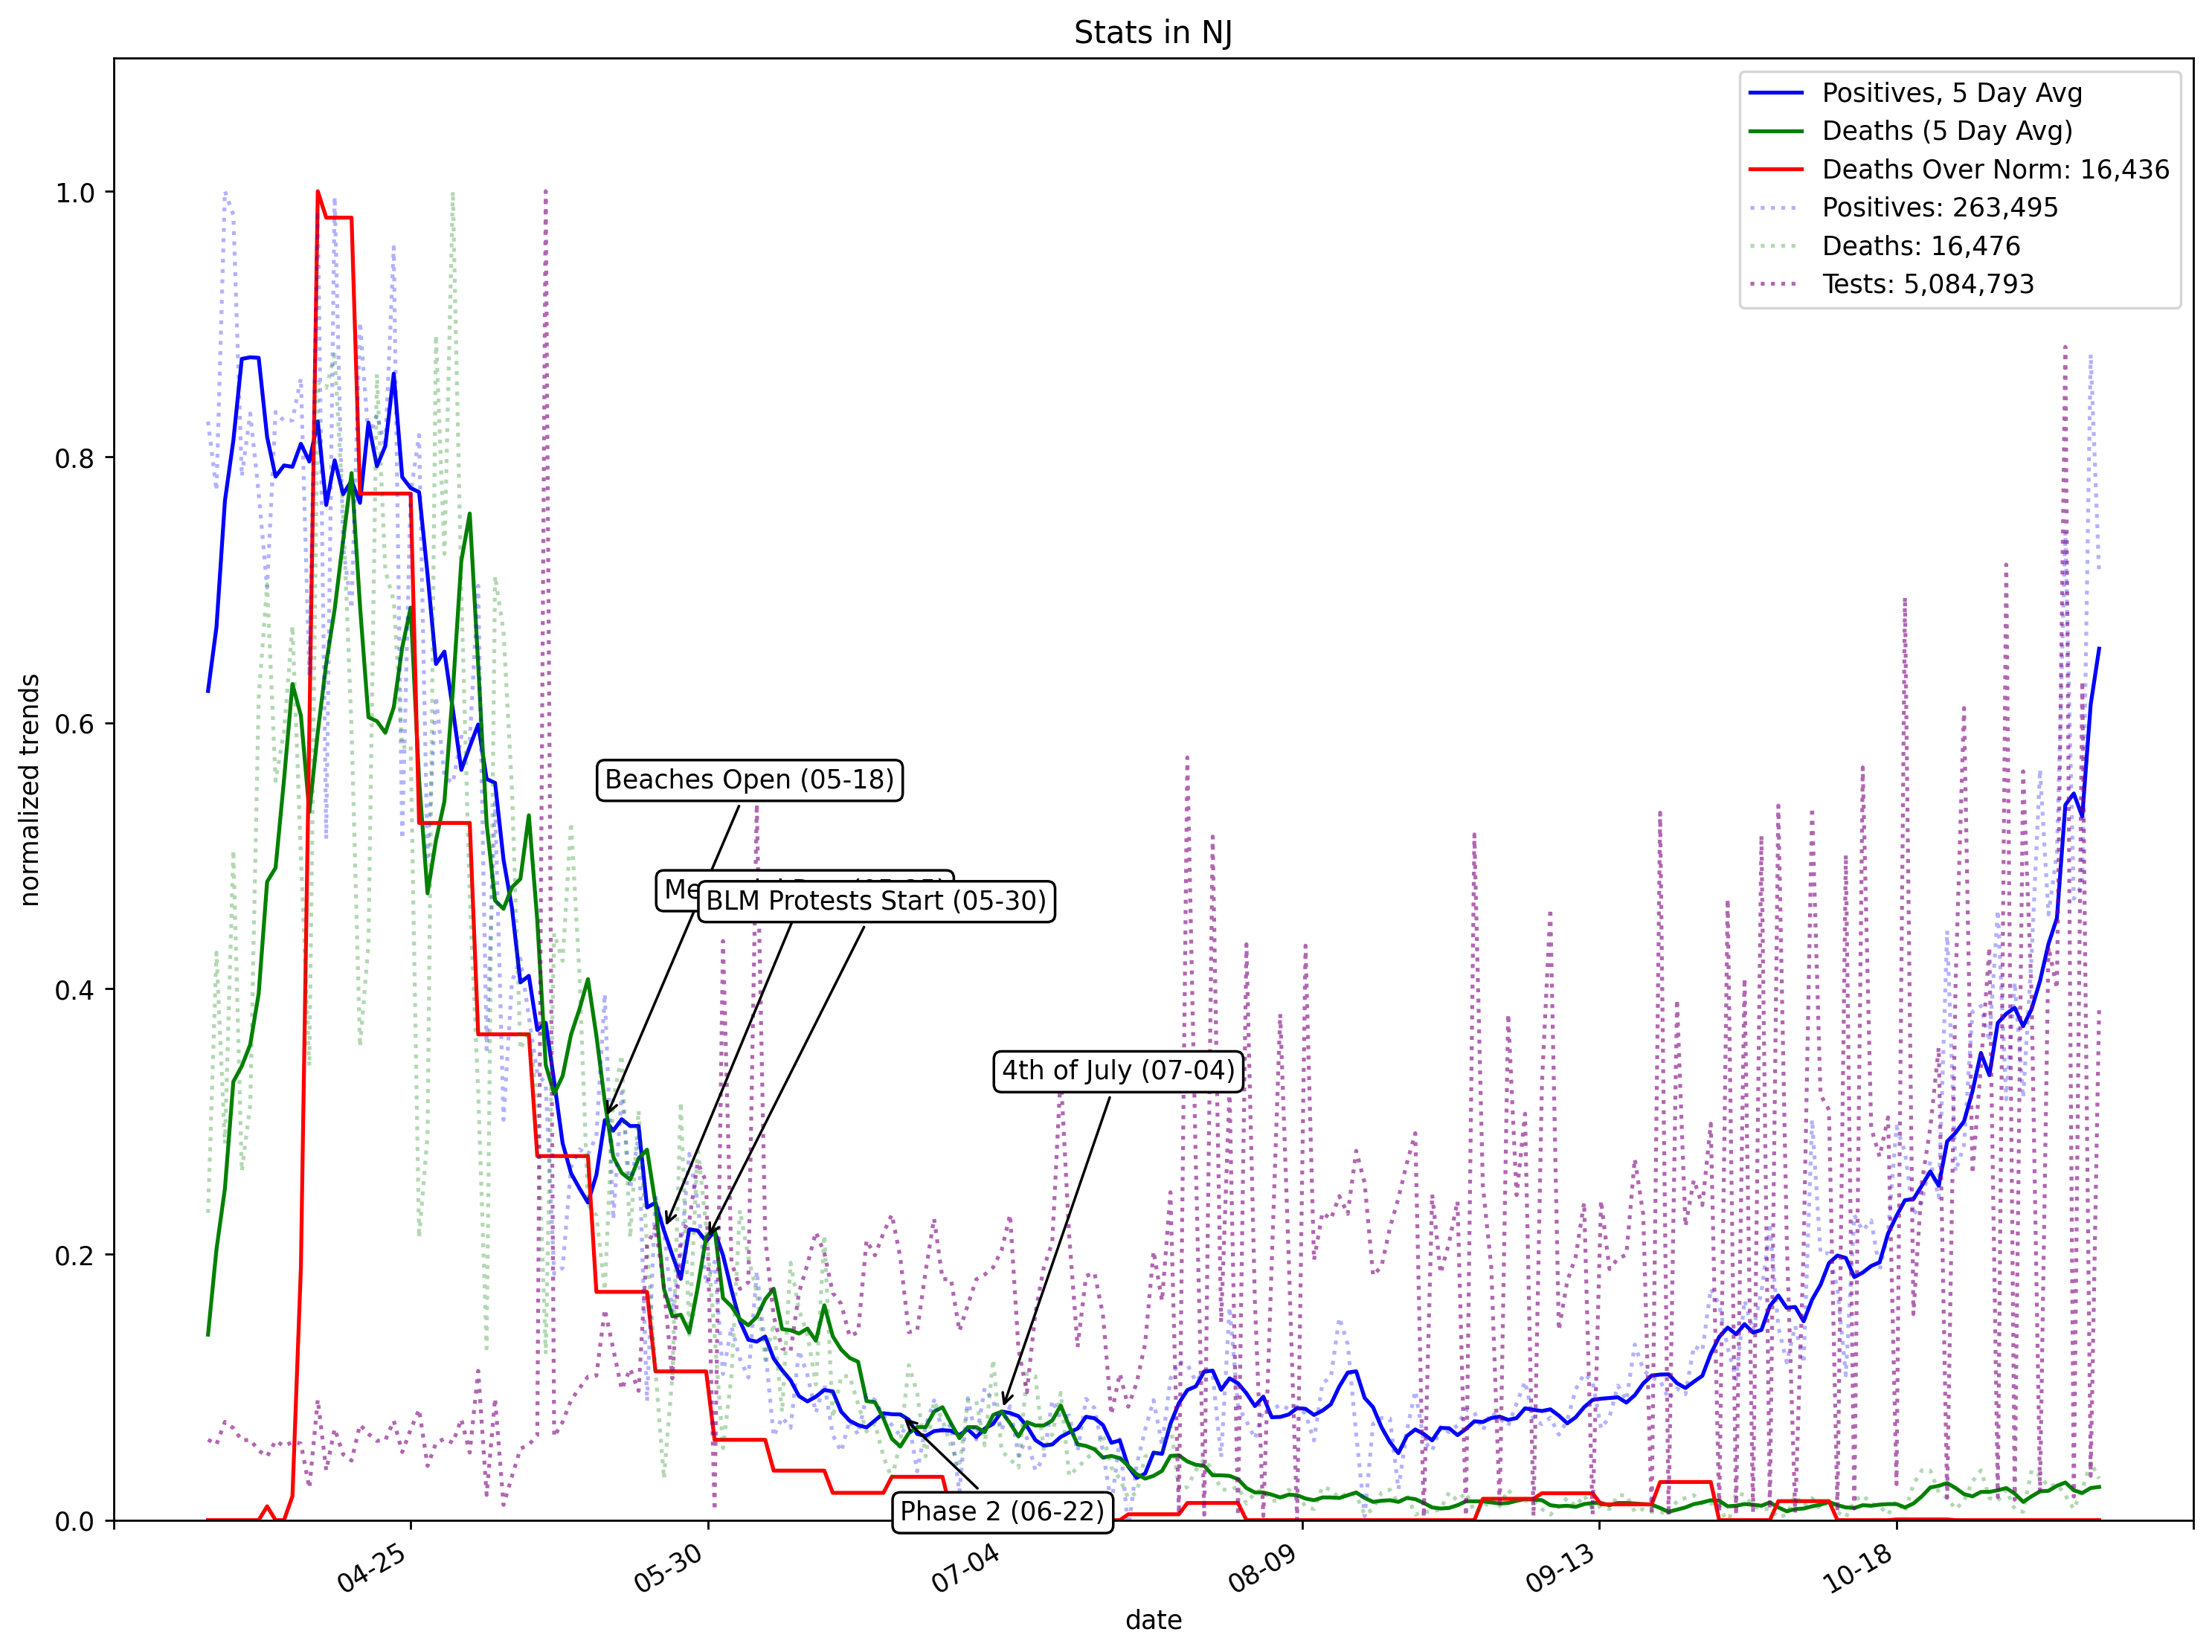 Stats in NJ
Positives, 5 Day Avg
Deaths (5 Day Avg)
Deaths Over Norm: 16,436
Positives: 263,495
Deaths: 16,476
Tests: 5,084,793
1.0
0.8
0.6
0.4
0.2
0.0
normalized trends
Beaches Open (05-18)
BLM Protests Start (05-30)
4th of July (07-04)
Phase 2 (06-22)
04-25
05-30
07-04
08-09
09-13
10-18
date